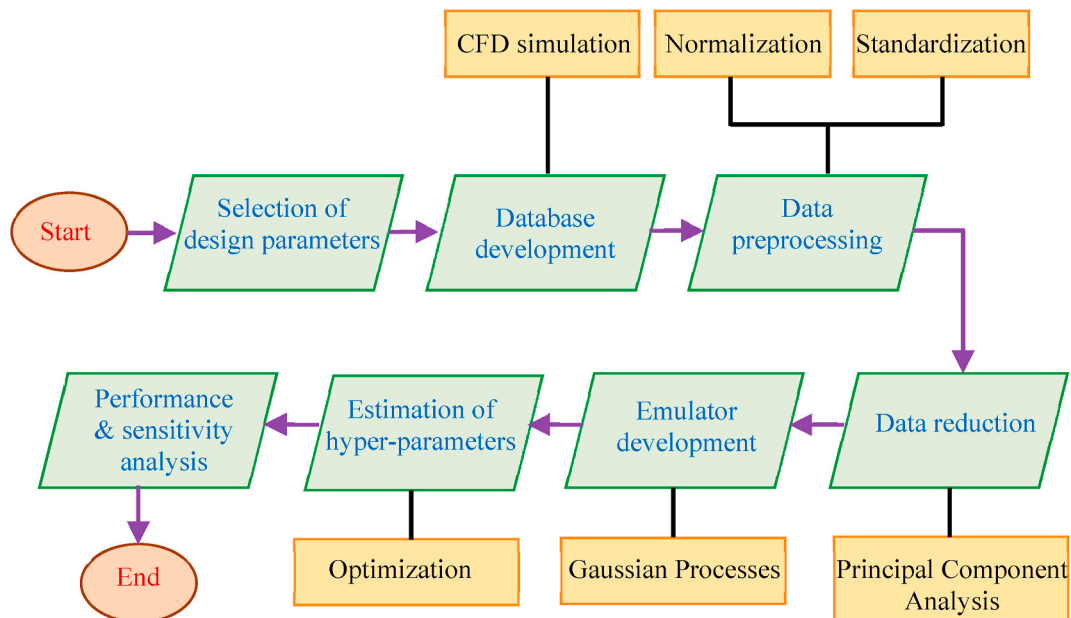 CFD simulation
Normalization
Standardization
Start
Selection of
design parameters
Database
development
Data
preprocessing
Performance
& sensitivity
analysis
Estimation of
hyper-parameters
Emulator
development
Data reduction
End
Optimization
Gaussian Processes
Principal Component
Analysis